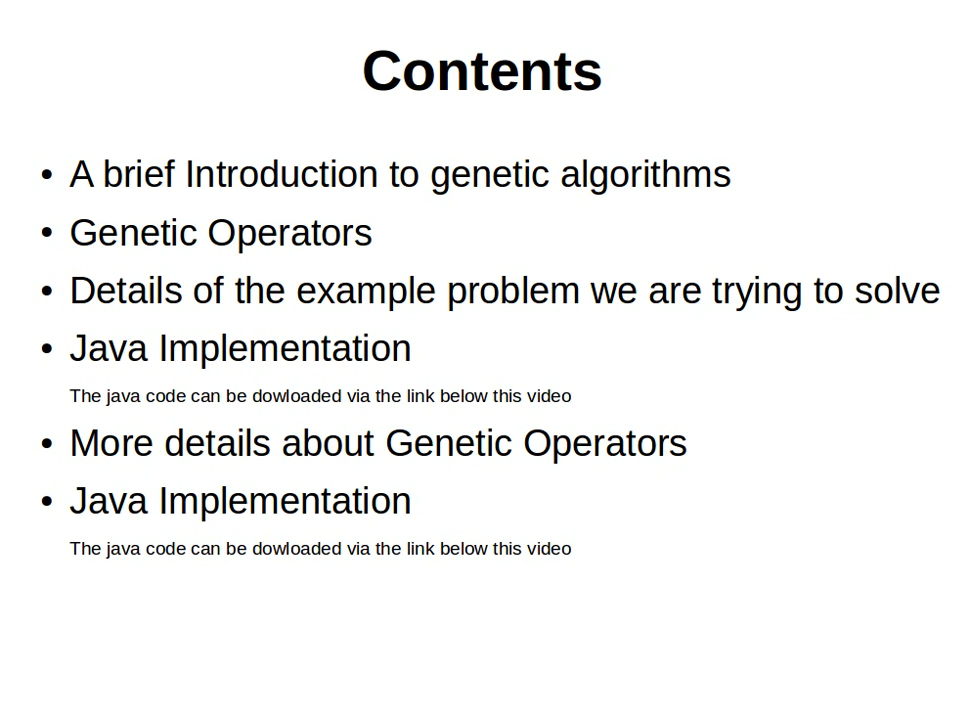 Contents
• A brief Introduction to genetic algorithms
• Genetic Operators
• Details of the example problem we are trying to solve
• Java Implementation
The java code can be dowloaded via the link below this video
• More details about Genetic Operators
• Java Implementation
The java code can be dowloaded via the link below this video